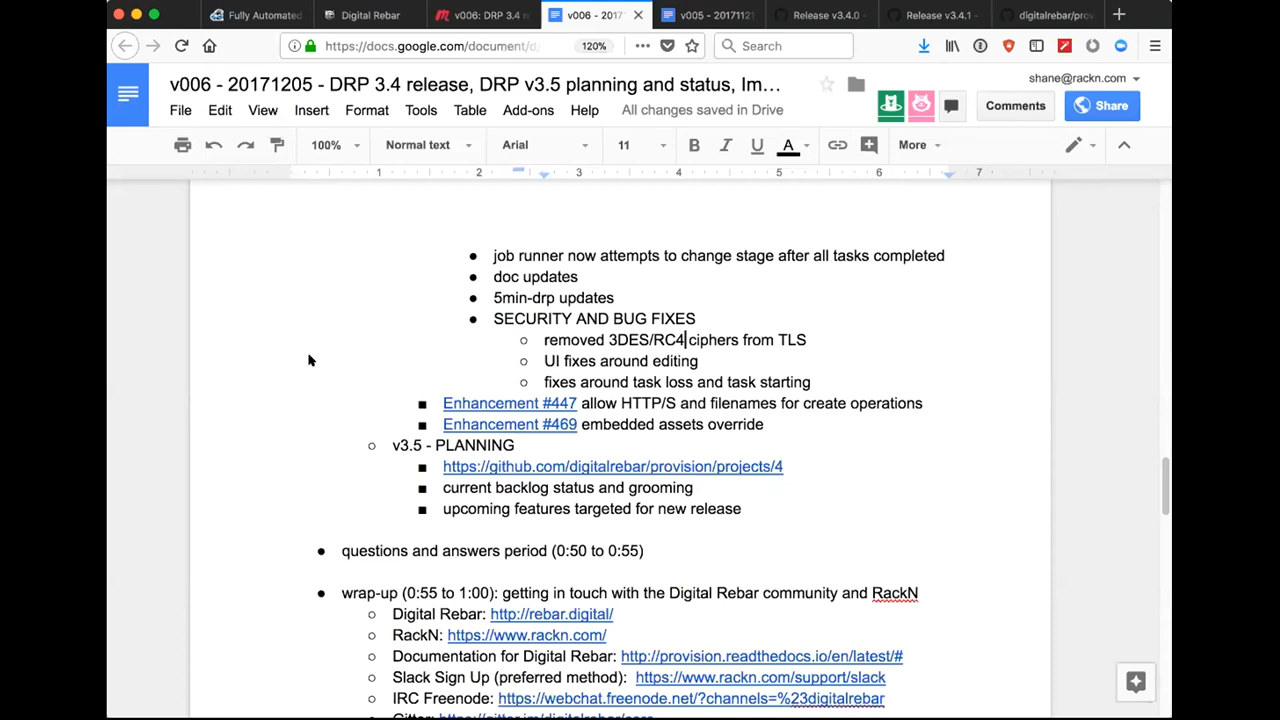 Fully Automated
Digital Rebar
v006: DRP 3.4 r
v006 - 2017
v005 - 2017121
Release v3.4.0
Release v3.4.1 -
digitalrebar/pro
https://docs.google.com/document/d
120%
Search
v006 - 20171205 - DRP 3.4 release, DRP v3.5 planning and status, Im...
shane@rackn.com
File Edit View Insert Format Tools Table Add-ons Help All changes saved in Drive
Comments
Share
100% Normal text Arial 11 B I U A More
1 2 3 4 5 6 7
● job runner now attempts to change stage after all tasks completed
● doc updates
● 5min-drp updates
● SECURITY AND BUG FIXES
○ removed 3DES/RC4 ciphers from TLS
○ UI fixes around editing
○ fixes around task loss and task starting
■ Enhancement #447 allow HTTP/S and filenames for create operations
■ Enhancement #469 embedded assets override
○ v3.5 - PLANNING
■ https://github.com/digitalrebar/provision/projects/4
■ current backlog status and grooming
■ upcoming features targeted for new release
● questions and answers period (0:50 to 0:55)
● wrap-up (0:55 to 1:00): getting in touch with the Digital Rebar community and RackN
○ Digital Rebar: http://rebar.digital/
○ RackN: https://www.rackn.com/
○ Documentation for Digital Rebar: http://provision.readthedocs.io/en/latest/#
○ Slack Sign Up (preferred method): https://www.rackn.com/support/slack
○ IRC Freenode: https://webchat.freenode.net/?channels=%23digitalrebar